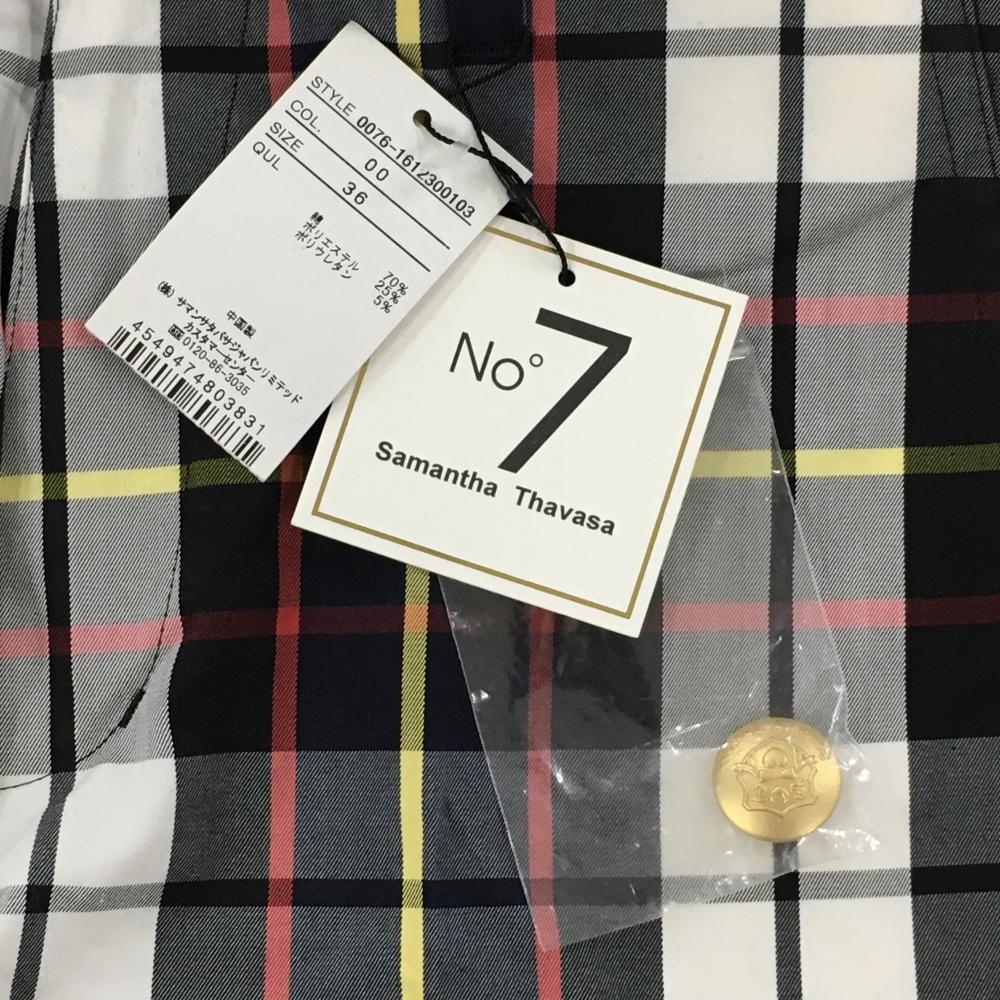 STYLE 0076-1612300103
COL. 00
SIZE 36
QUL
綿 70%
ポリエステル 25%
ポリウレタン 5%
中国製
(株) サマンサタバサジャパンリミテッド
カスタマーセンター
0120-86-3035
4549474803831
No° 7
Samantha Thavasa